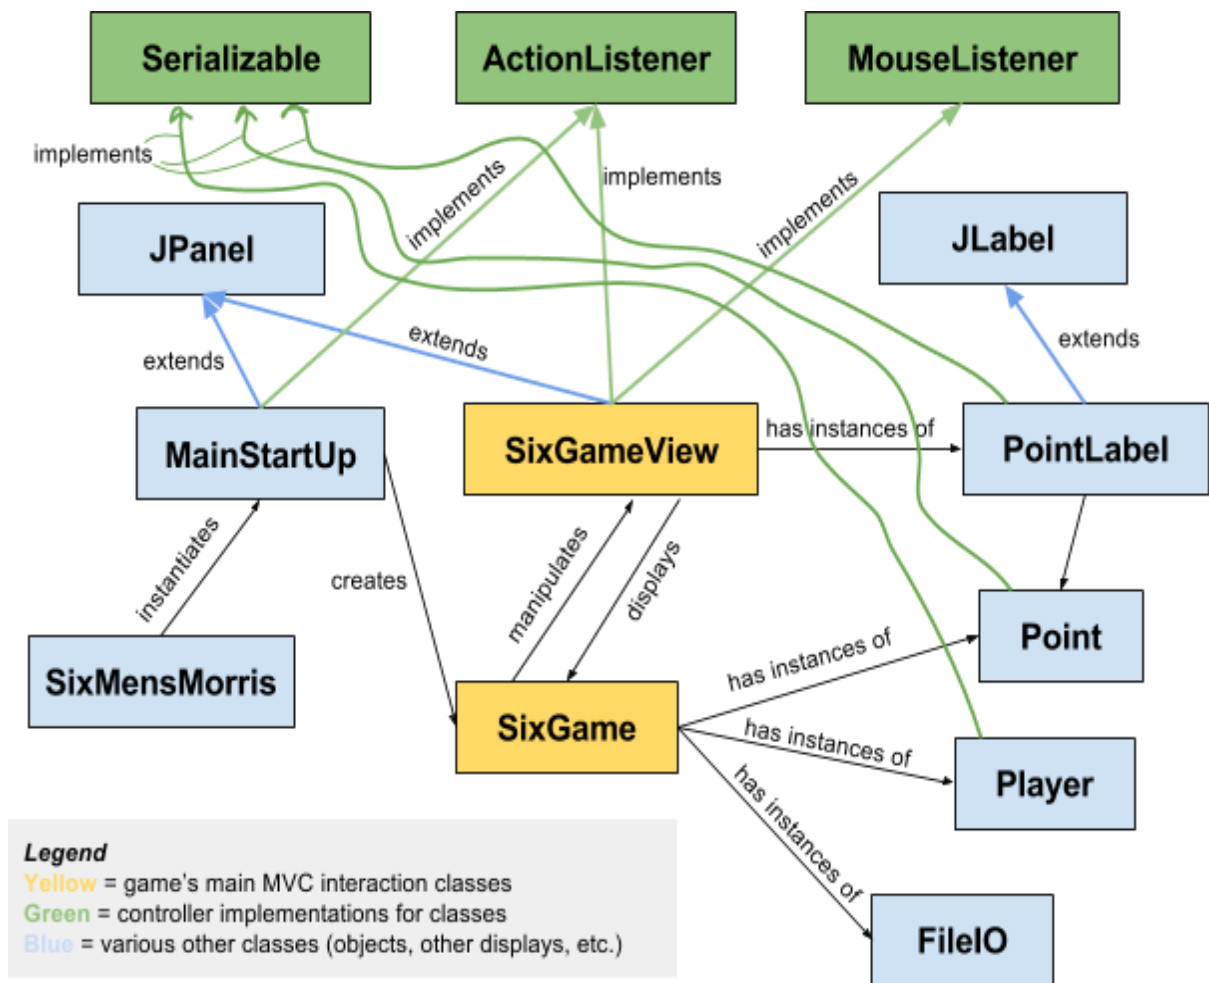 Serializable
ActionListener
MouseListener
implements
implements
implements
implements
JPanel
JLabel
extends
extends
extends
MainStartUp
SixGameView
has instances of
PointLabel
instantiates
creates
manipulates
displays
SixMensMorris
SixGame
has instances of
Point
has instances of
Player
has instances of
FileIO
Legend
Yellow = game's main MVC interaction classes
Green = controller implementations for classes
Blue = various other classes (objects, other displays, etc.)